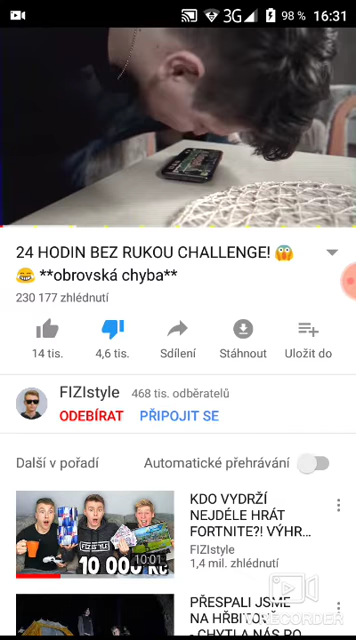 3G 98 % 16:31
24 HODIN BEZ RUKOU CHALLENGE! 😱
😂 **obrovská chyba**
230 177 zhlédnutí
14 tis. 4,6 tis. Sdílení Stáhnout Uložit do
FIZIstyle 468 tis. odběratelů
ODEBÍRAT PŘIPOJIT SE
Další v pořadí Automatické přehrávání
KDO VYDRŽÍ
NEJDÉLE HRÁT
FORTNITE?! VÝHR...
FIZIstyle
1,4 mil. zhlédnutí
10 000 Kč
10:01
PŘESPALI JSME
NA HŘBITOV
- CHYTLA NÁS PO
RECORDER